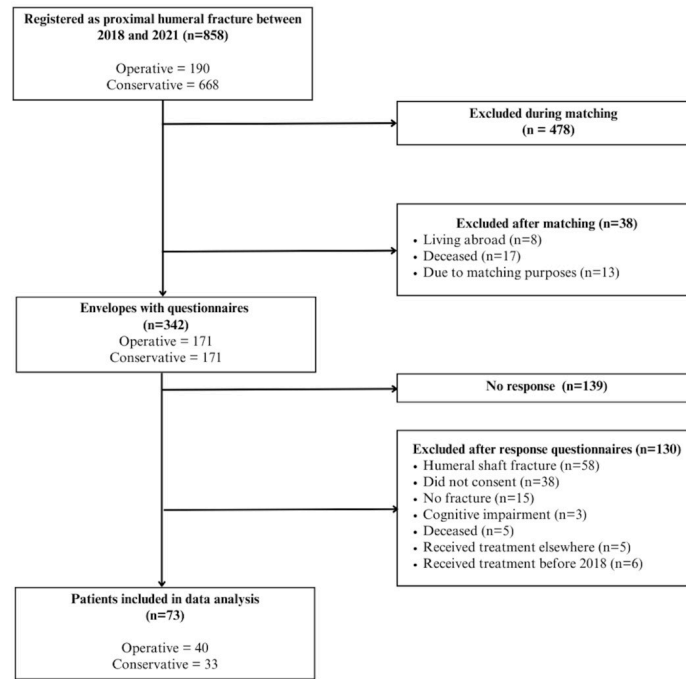 Registered as proximal humeral fracture between
2018 and 2021 (n=858)
Operative = 190
Conservative = 668
Excluded during matching
(n = 478)
Excluded after matching (n=38)
• Living abroad (n=8)
• Deceased (n=17)
• Due to matching purposes (n=13)
Envelopes with questionnaires
(n=342)
Operative = 171
Conservative = 171
No response (n=139)
Excluded after response questionnaires (n=130)
• Humeral shaft fracture (n=58)
• Did not consent (n=38)
• No fracture (n=15)
• Cognitive impairment (n=3)
• Deceased (n=5)
• Received treatment elsewhere (n=5)
• Received treatment before 2018 (n=6)
Patients included in data analysis
(n=73)
Operative = 40
Conservative = 33